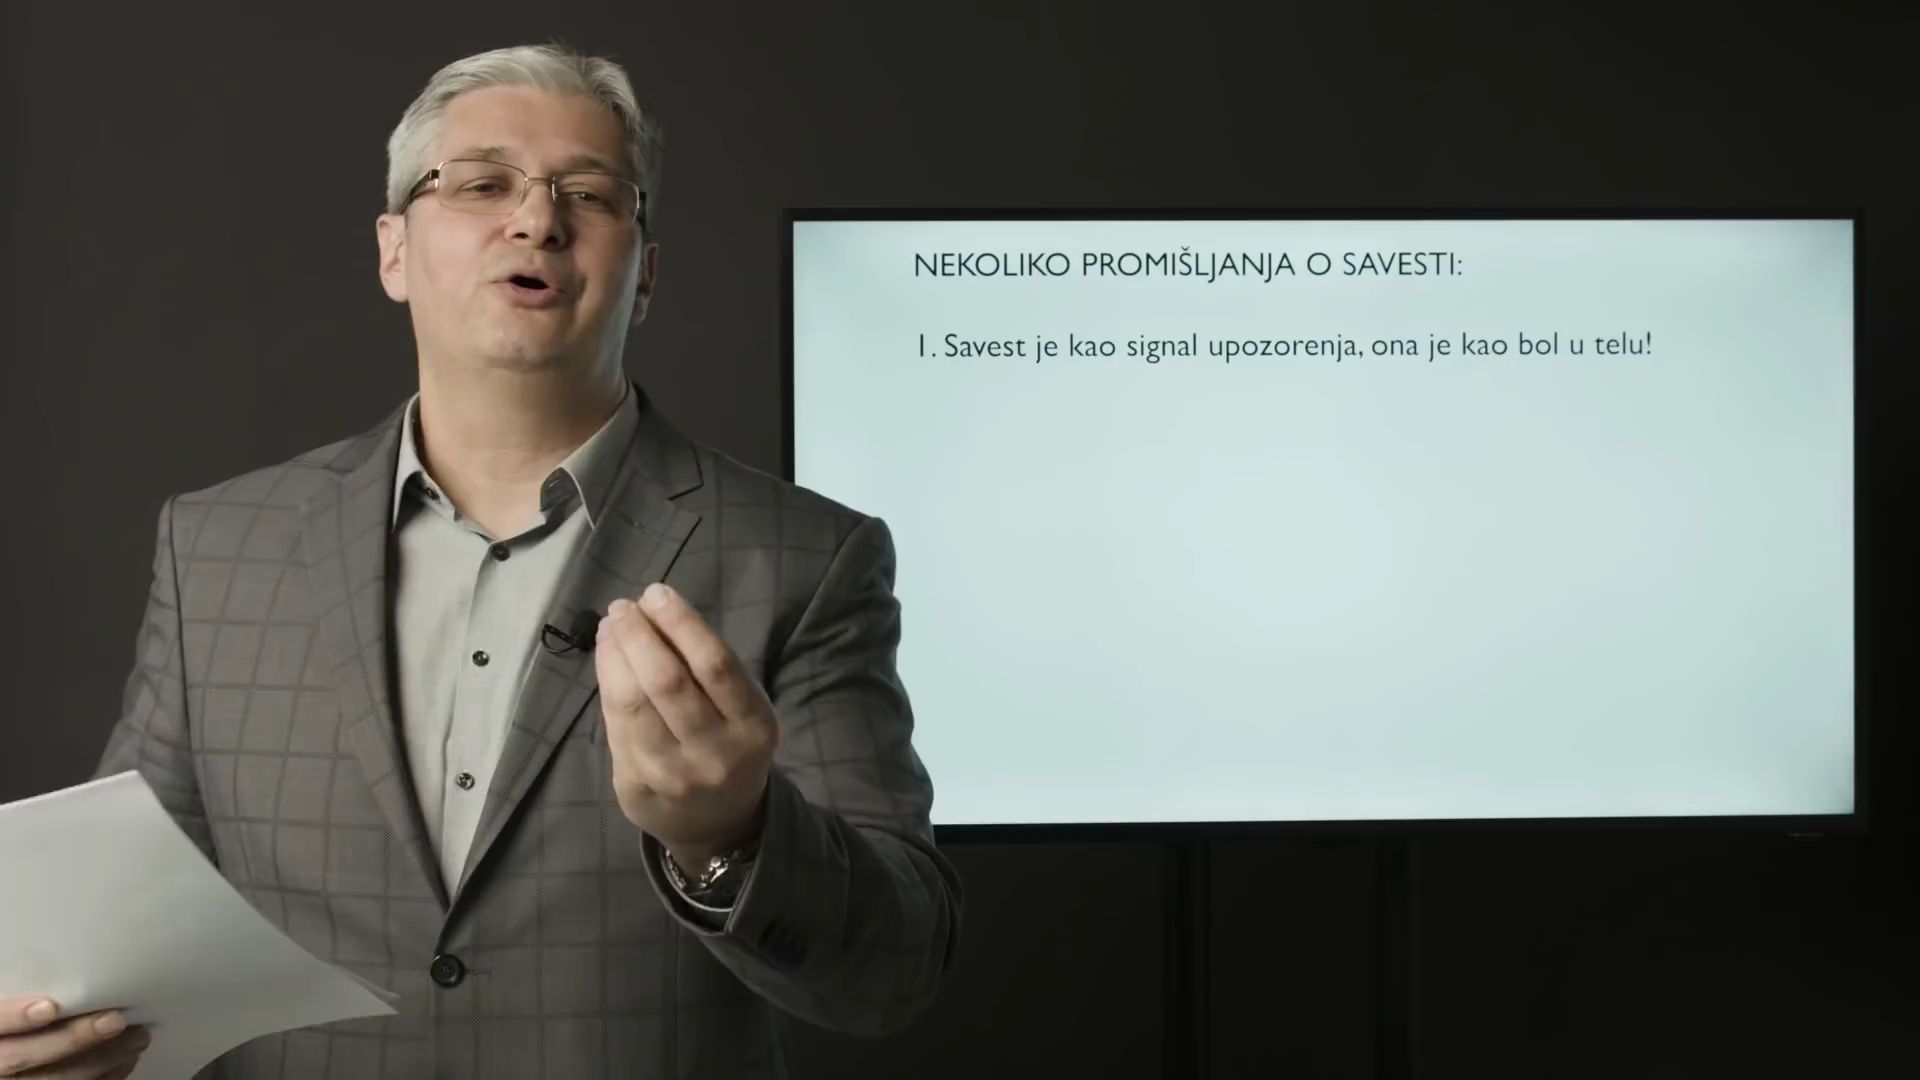 NEKOLIKO PROMIŠLJANJA O SAVESTI:
1. Savest je kao signal upozorenja, ona je kao bol u telu!